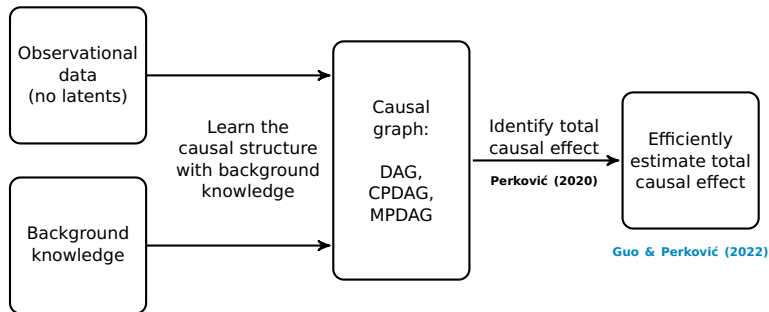 Observational
data
(no latents)
Background
knowledge
Learn the
causal structure
with background
knowledge
Causal
graph:
DAG,
CPDAG,
MPDAG
Identify total
causal effect
Perković (2020)
Efficiently
estimate total
causal effect
Guo & Perković (2022)